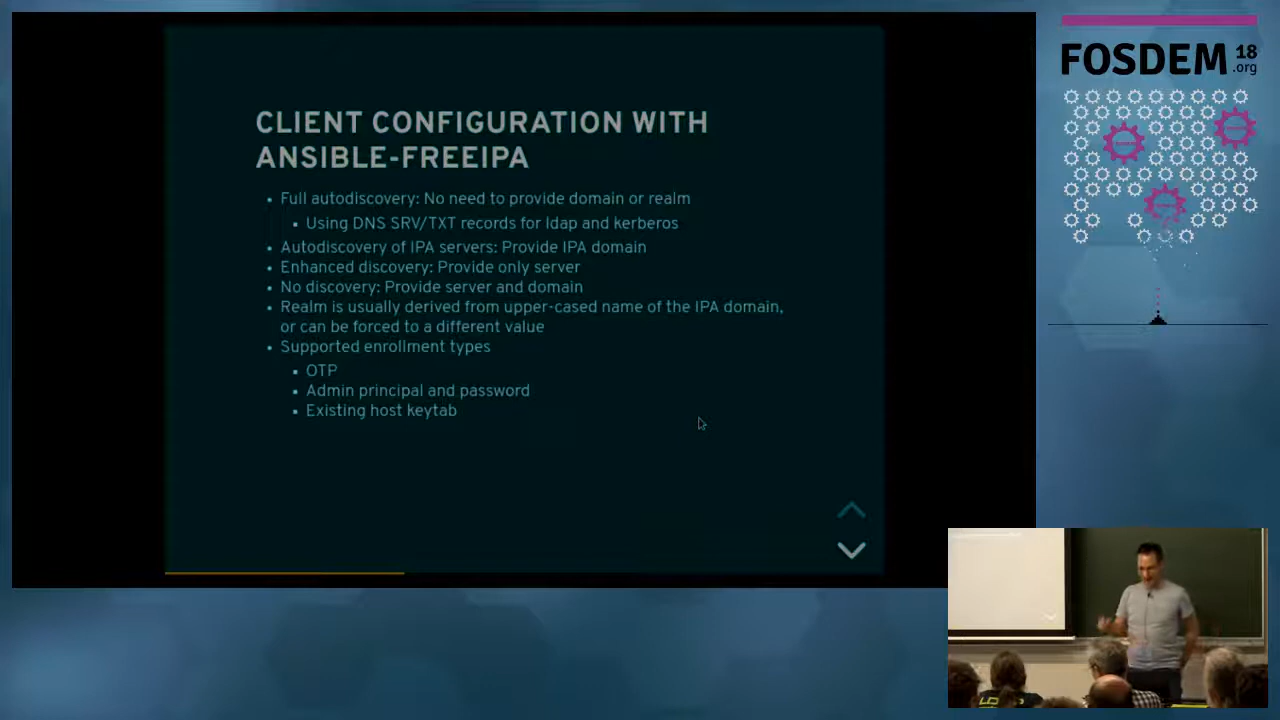 CLIENT CONFIGURATION WITH
ANSIBLE-FREEIPA
Full autodiscovery: No need to provide domain or realm
Using DNS SRV/TXT records for ldap and kerberos
Autodiscovery of IPA servers: Provide IPA domain
Enhanced discovery: Provide only server
No discovery: Provide server and domain
Realm is usually derived from upper-cased name of the IPA domain,
or can be forced to a different value
Supported enrollment types
OTP
Admin principal and password
Existing host keytab
FOSDEM 18
.org